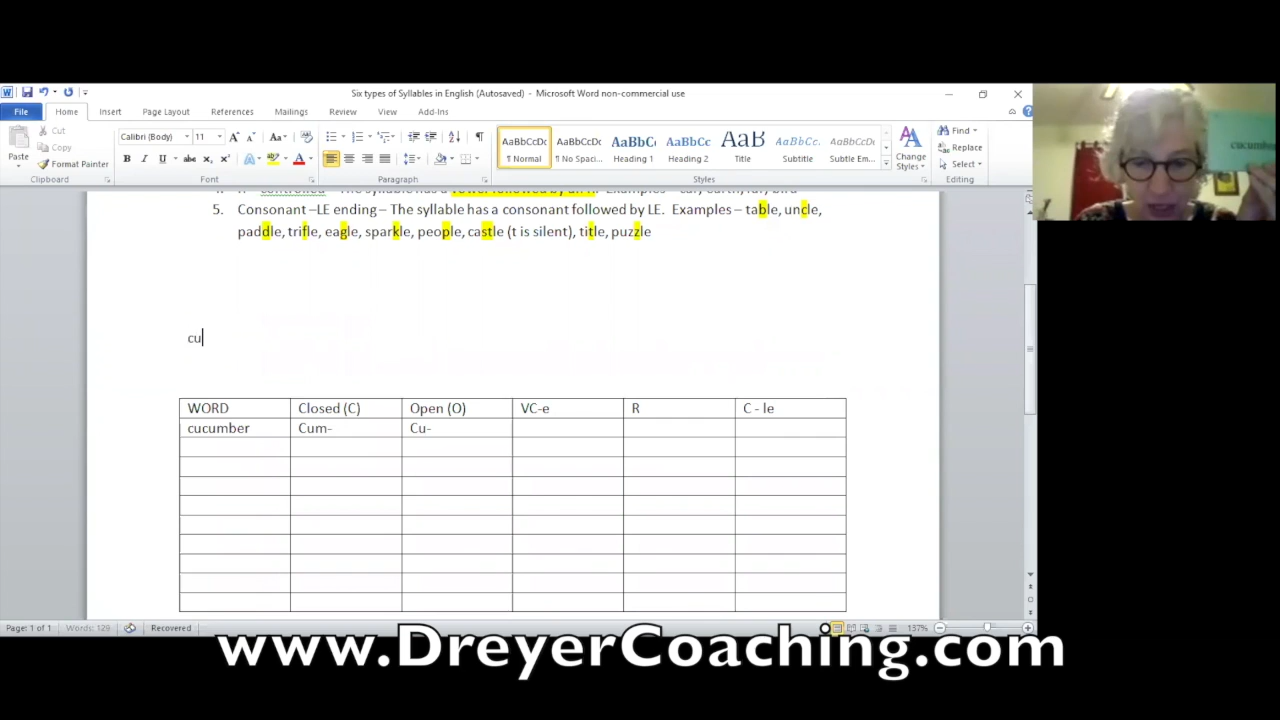 Six types of Syllables in English (Autosaved) - Microsoft Word non-commercial use
File Home Insert Page Layout References Mailings Review View Add-Ins
Cut
Copy
Paste Format Painter
Calibri (Body) 11
AaBbCcDc AaBbCcDc AaBbCc AaBbCc AaB AaBbCc. AaBbCcDc
¶ Normal ¶ No Spaci... Heading 1 Heading 2 Title Subtitle Subtle Em...
Change
Styles
Find
Replace
Select
Clipboard Font Paragraph Styles Editing
5. Consonant –LE ending – The syllable has a consonant followed by LE. Examples – table, uncle,
paddle, trifle, eagle, sparkle, people, castle (t is silent), title, puzzle
cu
WORD Closed (C) Open (O) VC-e R C - le
cucumber Cum- Cu-
Page: 1 of 1 Words: 129 Recovered 137%
www.DreyerCoaching.com